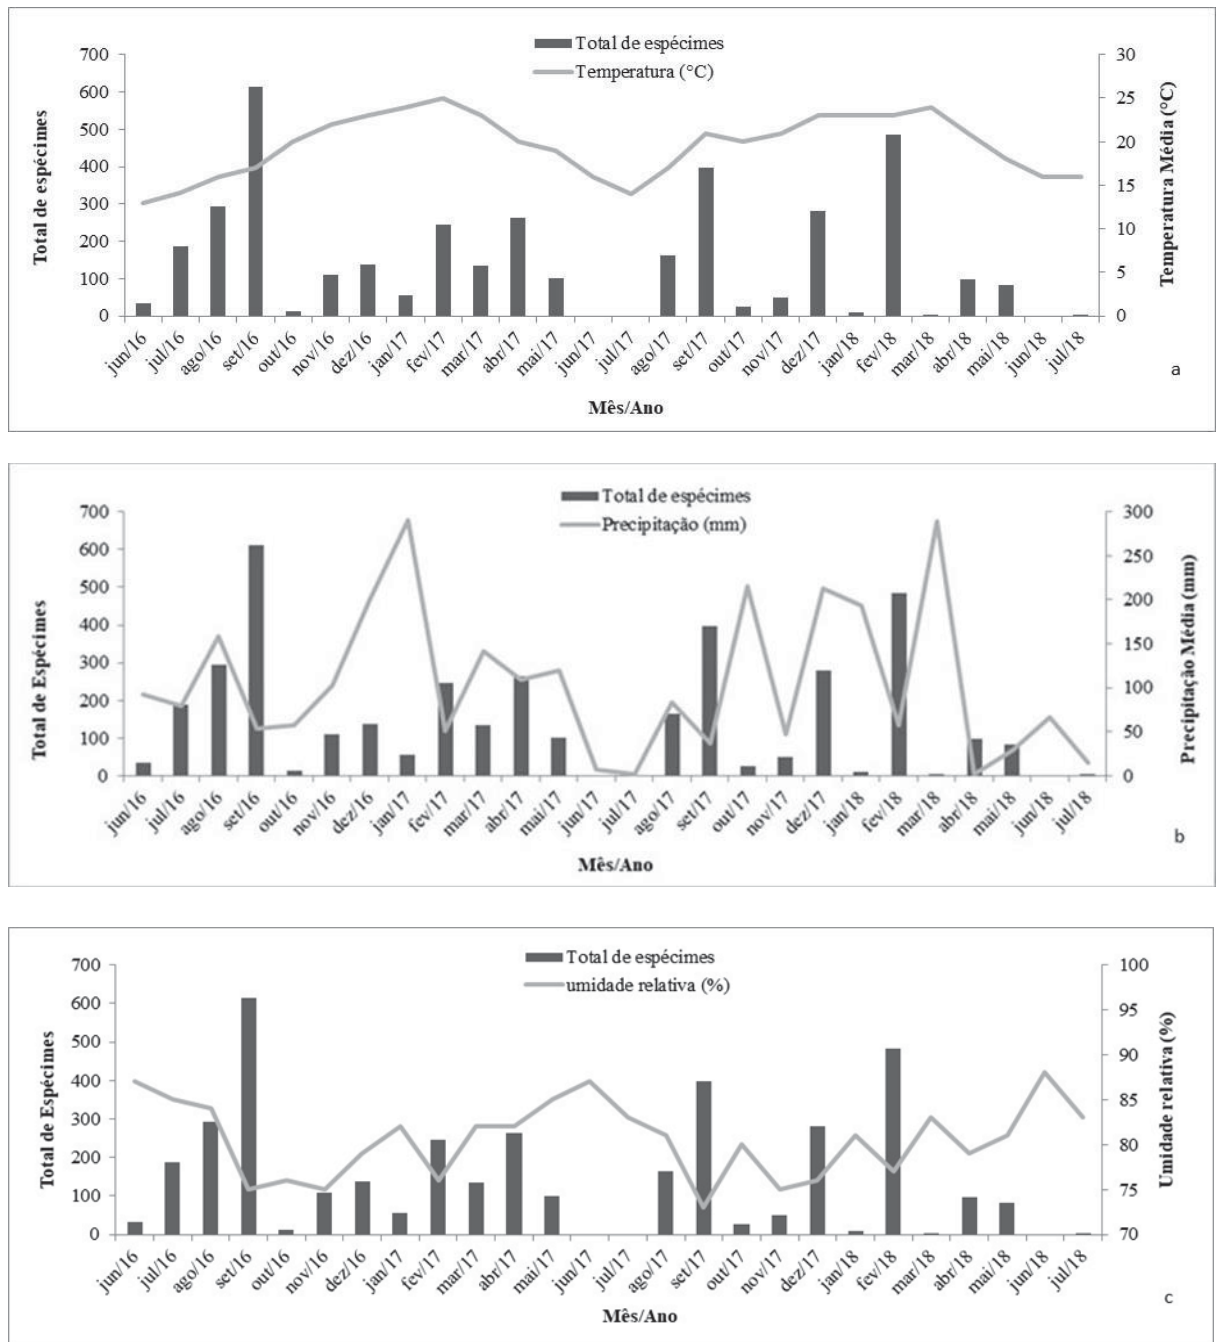 Total de espécimes
Temperatura (°C)
700
600
500
400
300
200
100
0
Total de espécimes
30
25
20
15
10
5
0
Temperatura Média (°C)
jun/16
jul/16
ago/16
set/16
out/16
nov/16
dez/16
jan/17
fev/17
mar/17
abr/17
mai/17
jun/17
jul/17
ago/17
set/17
out/17
nov/17
dez/17
jan/18
fev/18
mar/18
abr/18
mai/18
jun/18
jul/18
Mês/Ano
a
Total de espécimes
Precipitação (mm)
700
600
500
400
300
200
100
0
Total de Espécimes
300
250
200
150
100
50
0
Precipitação Média (mm)
jun/16
jul/16
ago/16
set/16
out/16
nov/16
dez/16
jan/17
fev/17
mar/17
abr/17
mai/17
jun/17
jul/17
ago/17
set/17
out/17
nov/17
dez/17
jan/18
fev/18
mar/18
abr/18
mai/18
jun/18
jul/18
Mês/Ano
b
Total de espécimes
umidade relativa (%)
700
600
500
400
300
200
100
0
Total de Espécimes
100
95
90
85
80
75
70
Umidade relativa (%)
jun/16
jul/16
ago/16
set/16
out/16
nov/16
dez/16
jan/17
fev/17
mar/17
abr/17
mai/17
jun/17
jul/17
ago/17
set/17
out/17
nov/17
dez/17
jan/18
fev/18
mar/18
abr/18
mai/18
jun/18
jul/18
Mês/Ano
c